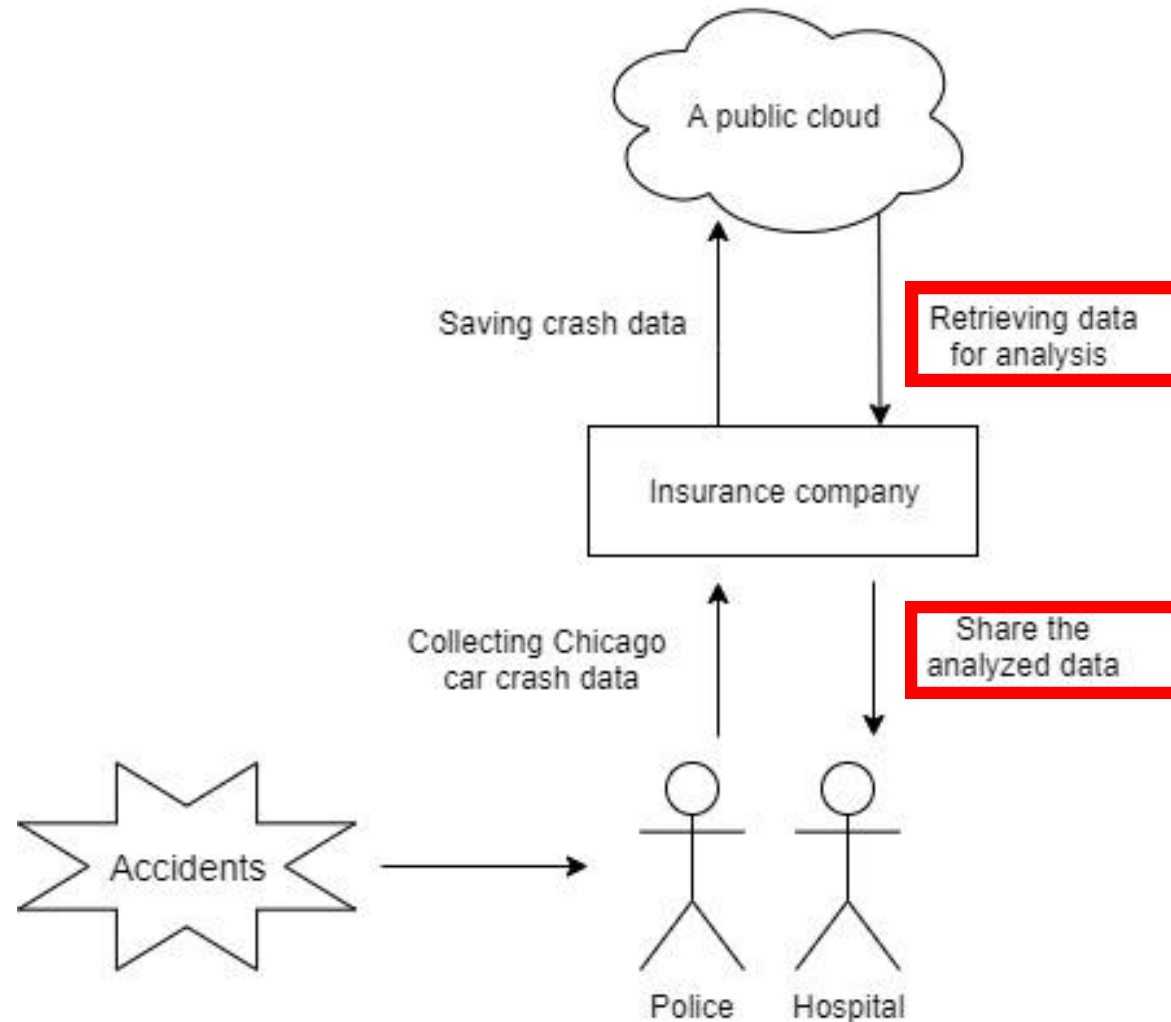 A public cloud
Saving crash data
Retrieving data
for analysis
Insurance company
Collecting Chicago
car crash data
Share the
analyzed data
Accidents
Police
Hospital